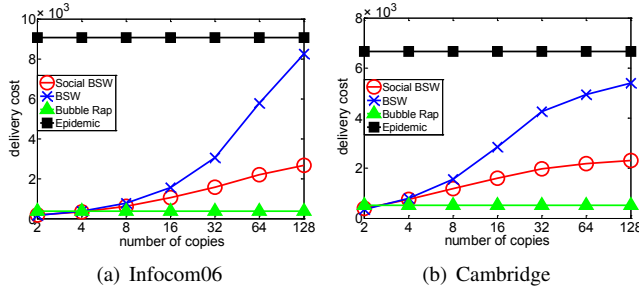 10 × 10³
8
6
4
2
0
2 4 8 16 32 64 128
delivery cost
number of copies
Social BSW
BSW
Bubble Rap
Epidemic
(a) Infocom06
8 × 10³
6
4
2
0
2 4 8 16 32 64 128
delivery cost
number of copies
Social BSW
BSW
Bubble Rap
Epidemic
(b) Cambridge